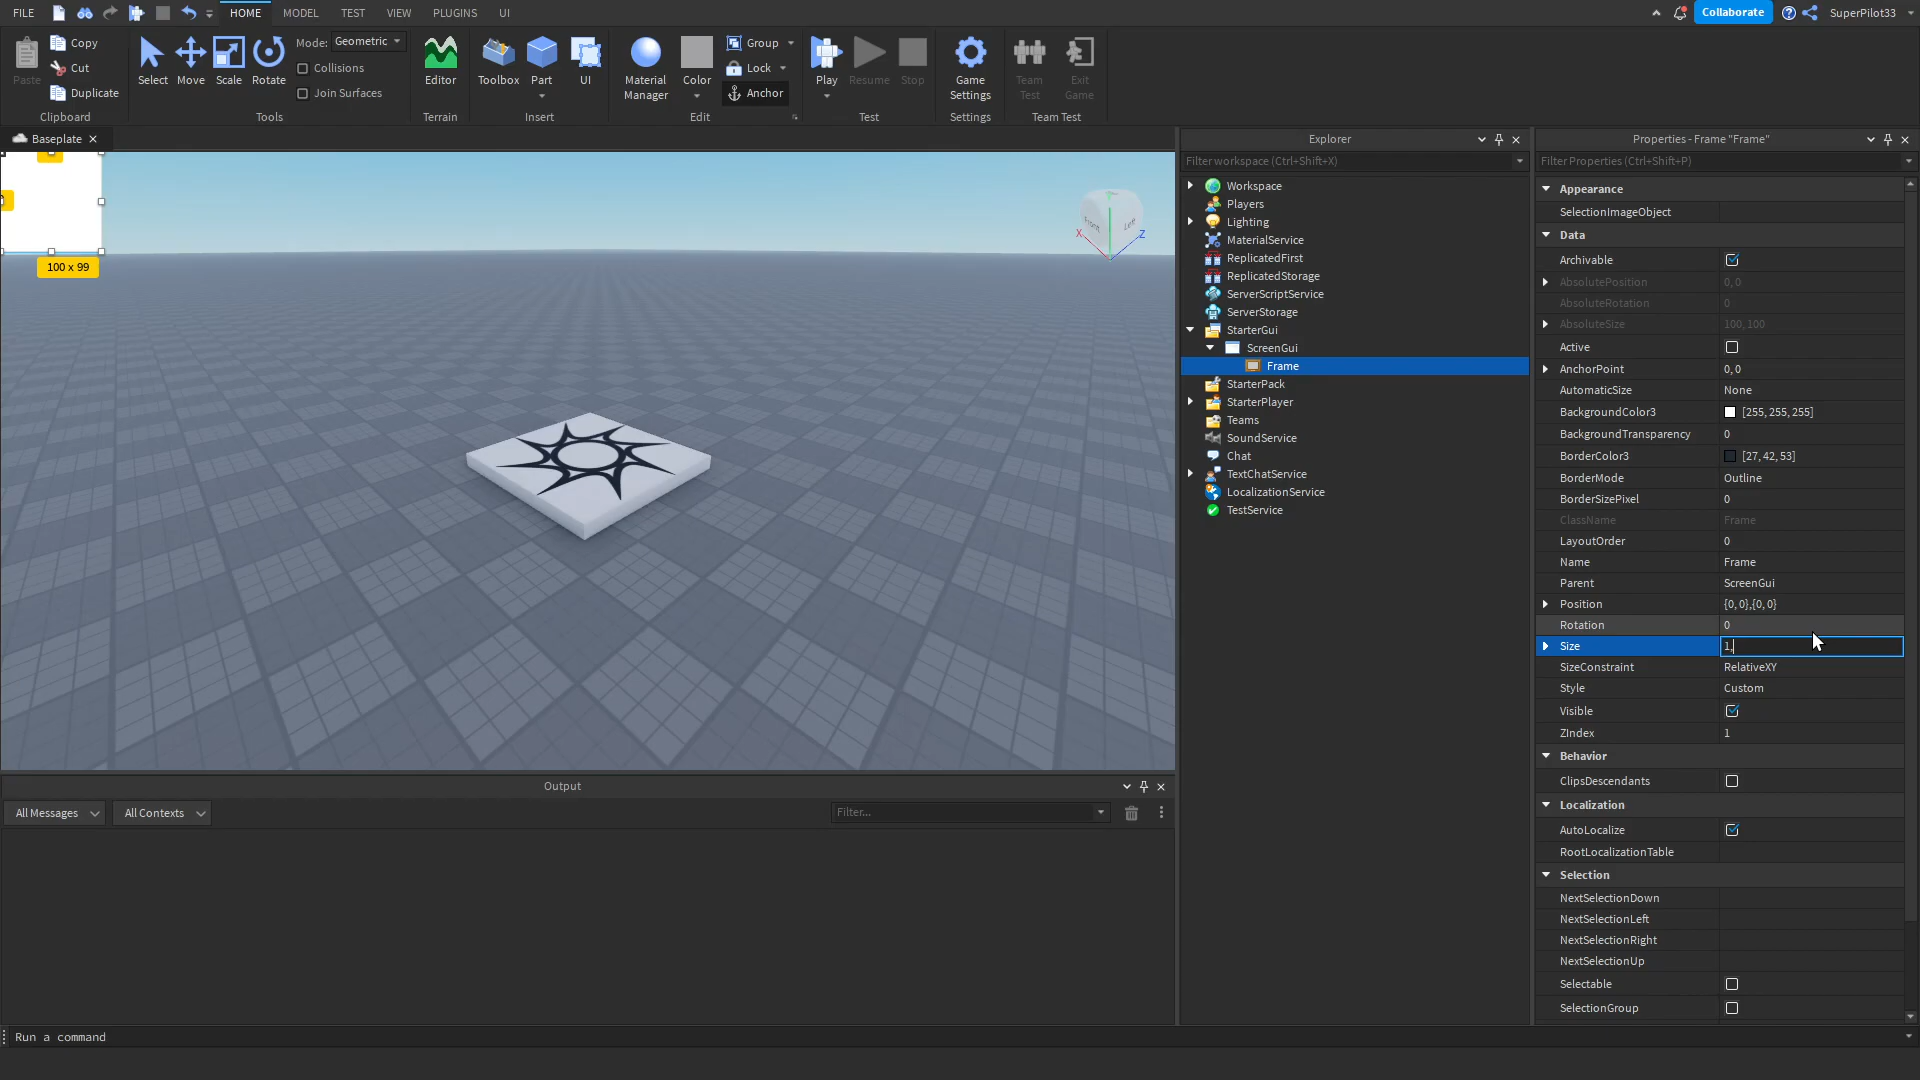 FILE HOME MODEL TEST VIEW PLUGINS UI Collaborate SuperPilot33
Paste Copy Cut Duplicate Clipboard
Select Move Scale Rotate Mode: Geometric Collisions Join Surfaces Tools
Editor Terrain
Toolbox Part UI Insert
Material Manager Color Group Lock Anchor Edit
Play Resume Stop Test
Game Settings Settings
Team Test Exit Game Team Test
Baseplate
100 x 99
Front Left
X Z
Output
All Messages All Contexts Filter...
Run a command
Explorer
Filter workspace (Ctrl+Shift+X)
Workspace
Players
Lighting
MaterialService
ReplicatedFirst
ReplicatedStorage
ServerScriptService
ServerStorage
StarterGui
ScreenGui
Frame
StarterPack
StarterPlayer
Teams
SoundService
Chat
TextChatService
LocalizationService
TestService
Properties - Frame "Frame"
Filter Properties (Ctrl+Shift+P)
Appearance
SelectionImageObject
Data
Archivable
AbsolutePosition 0, 0
AbsoluteRotation 0
AbsoluteSize 100, 100
Active
AnchorPoint 0, 0
AutomaticSize None
BackgroundColor3 [255, 255, 255]
BackgroundTransparency 0
BorderColor3 [27, 42, 53]
BorderMode Outline
BorderSizePixel 0
ClassName Frame
LayoutOrder 0
Name Frame
Parent ScreenGui
Position {0, 0},{0, 0}
Rotation 0
Size 1,
SizeConstraint RelativeXY
Style Custom
Visible
ZIndex 1
Behavior
ClipsDescendants
Localization
AutoLocalize
RootLocalizationTable
Selection
NextSelectionDown
NextSelectionLeft
NextSelectionRight
NextSelectionUp
Selectable
SelectionGroup